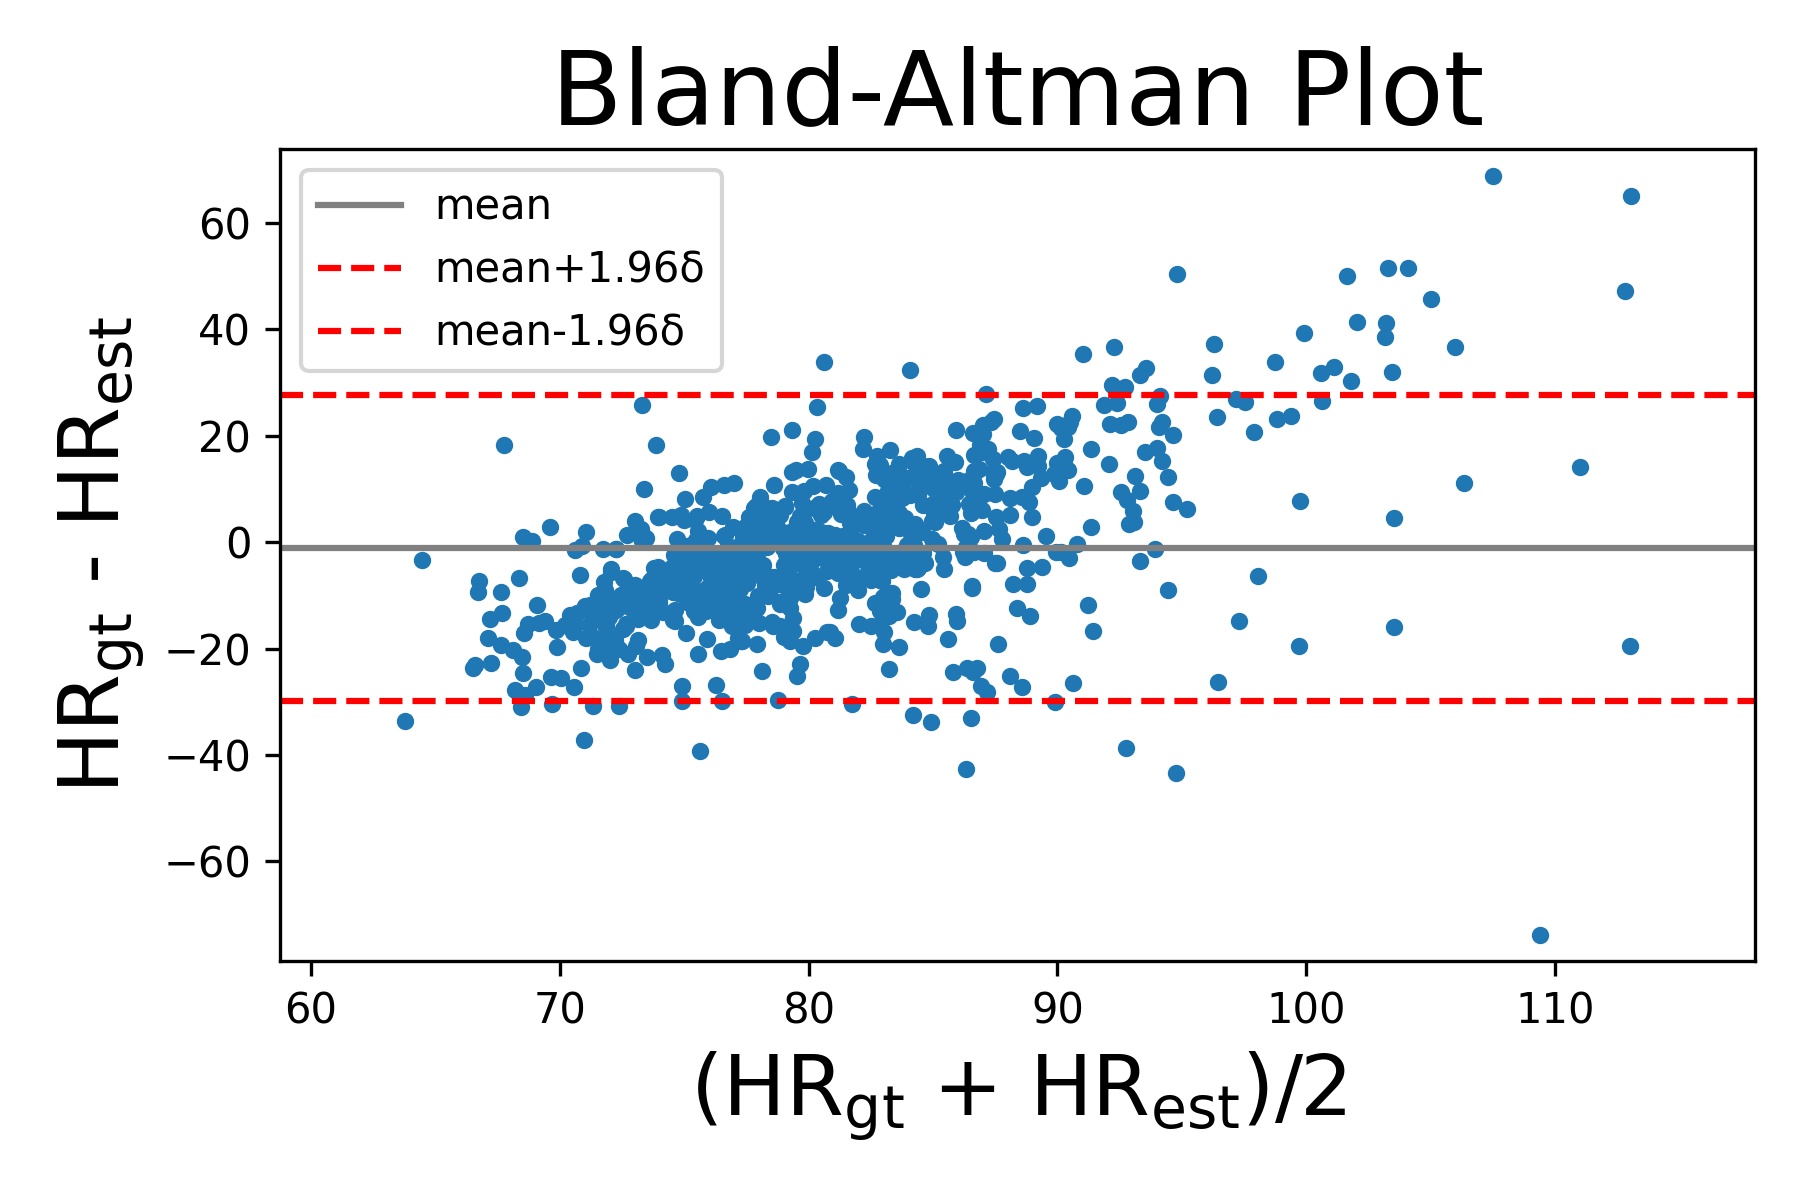 Bland-Altman Plot
mean
mean+1.96δ
mean-1.96δ
HRgt - HRest
60
40
20
0
−20
−40
−60
60 70 80 90 100 110
(HRgt + HRest)/2